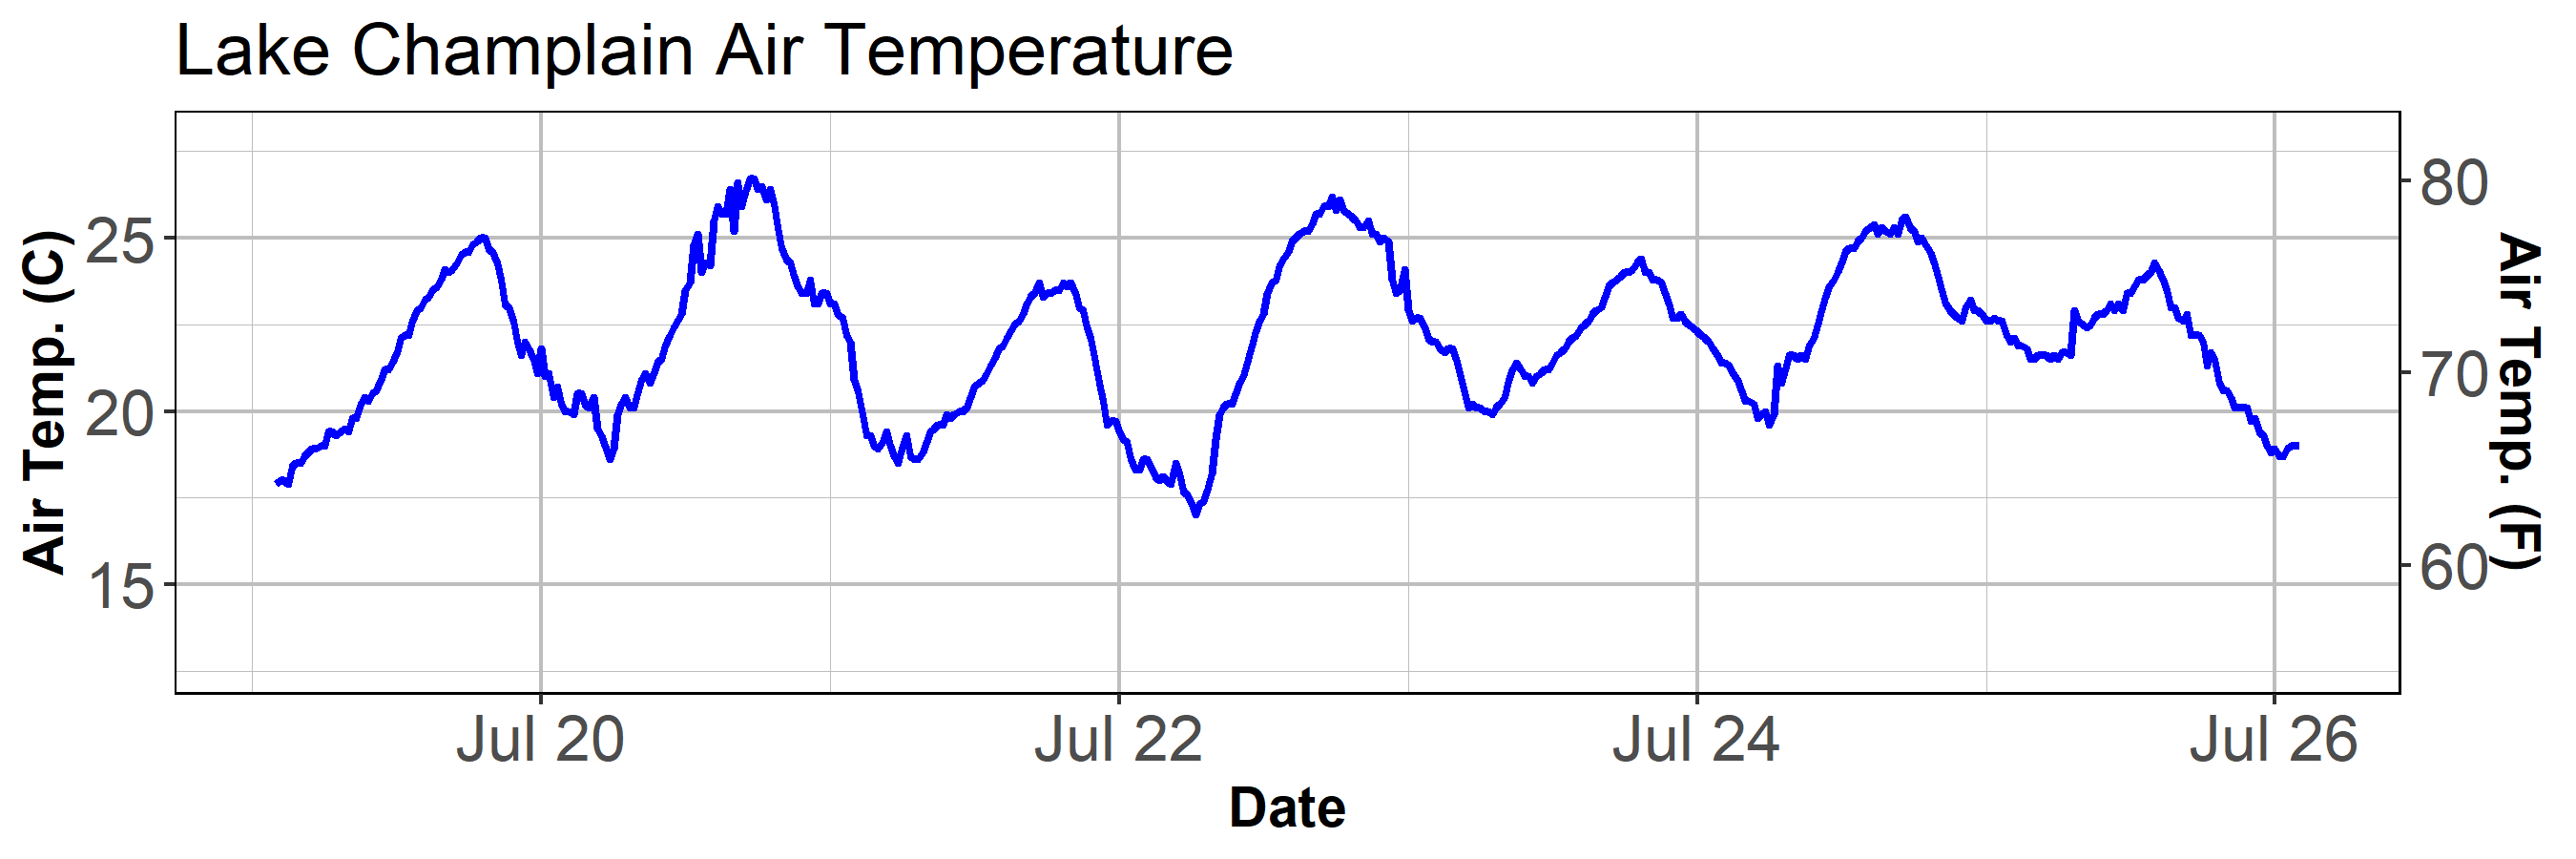 Lake Champlain Air Temperature
Air Temp. (C)
25
20
15
80
70
60
Air Temp. (F)
Jul 20
Jul 22
Jul 24
Jul 26
Date